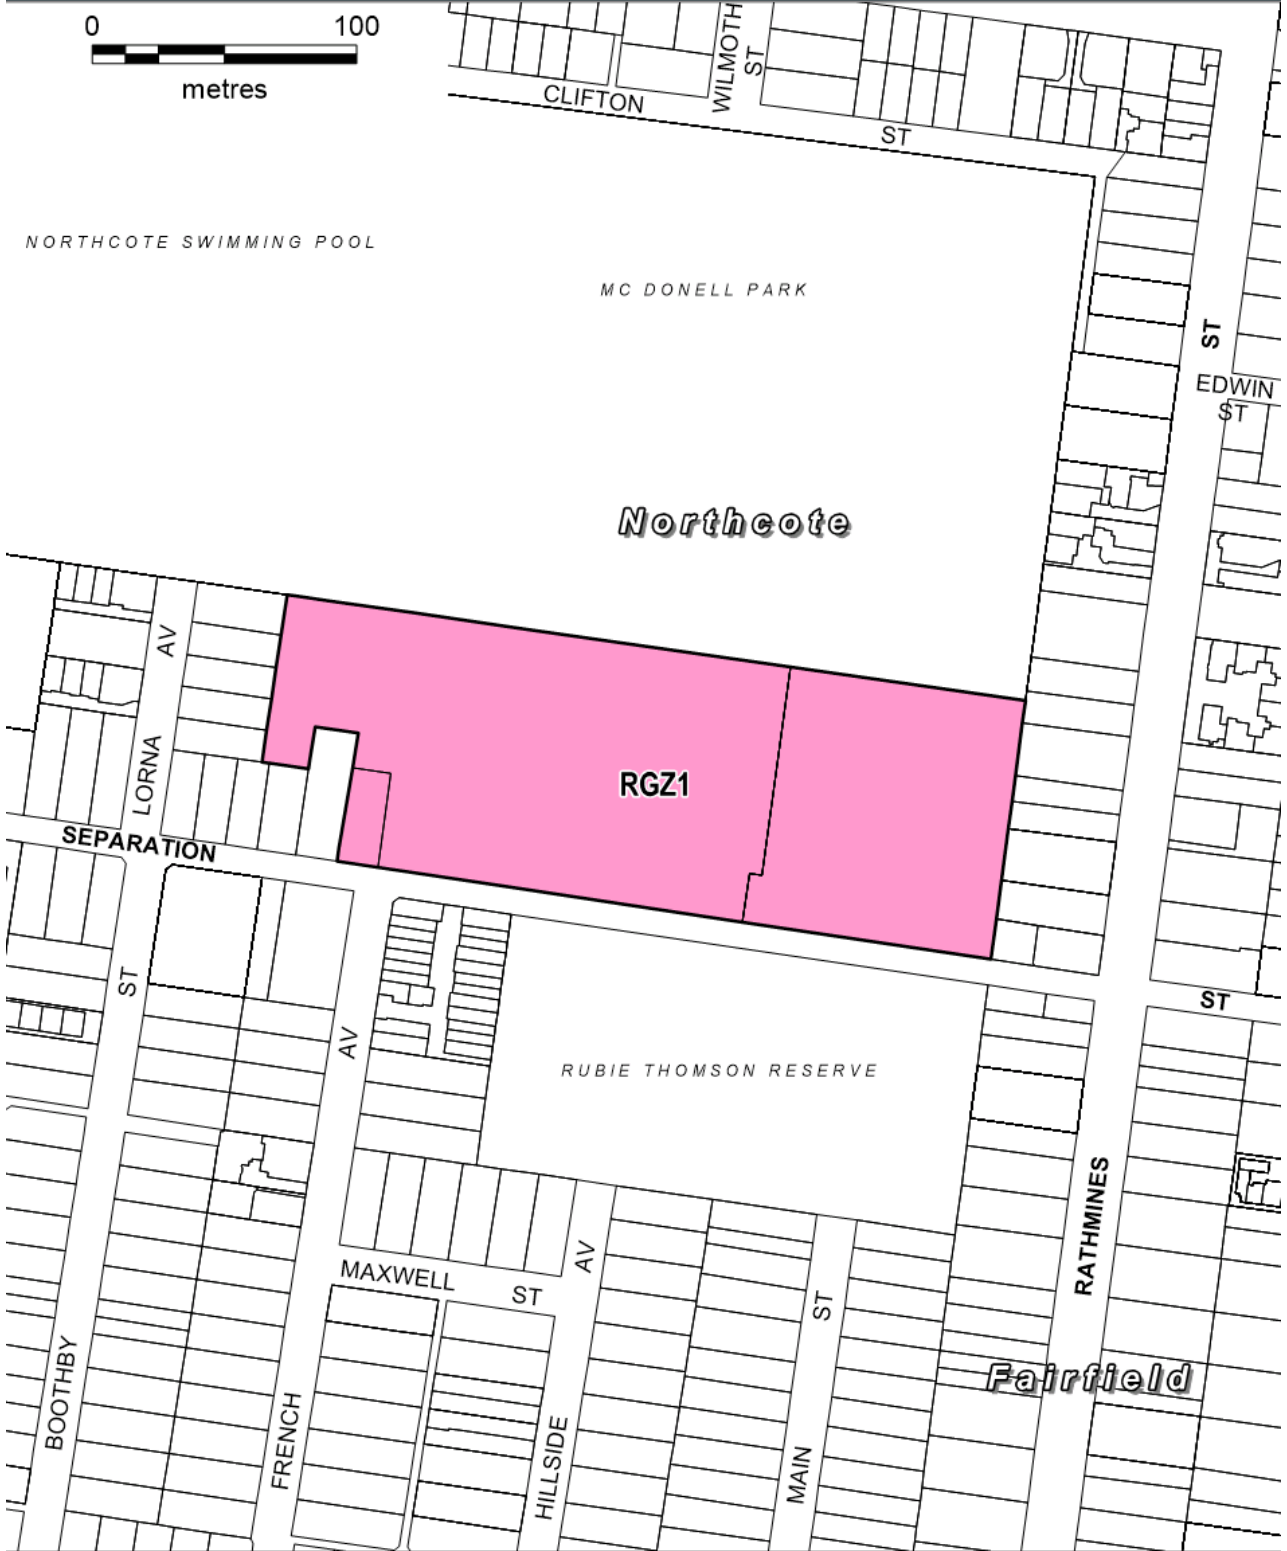 0 100
metres
WILMOTH
ST
CLIFTON
ST
NORTHCOTE SWIMMING POOL
MC DONELL PARK
ST
EDWIN
ST
Northcote
AV
LORNA
RGZ1
SEPARATION
ST
ST
AV
RUBIE THOMSON RESERVE
RATHMINES
AV
MAXWELL
ST
ST
Fairfield
BOOTHBY
FRENCH
HILLSIDE
MAIN